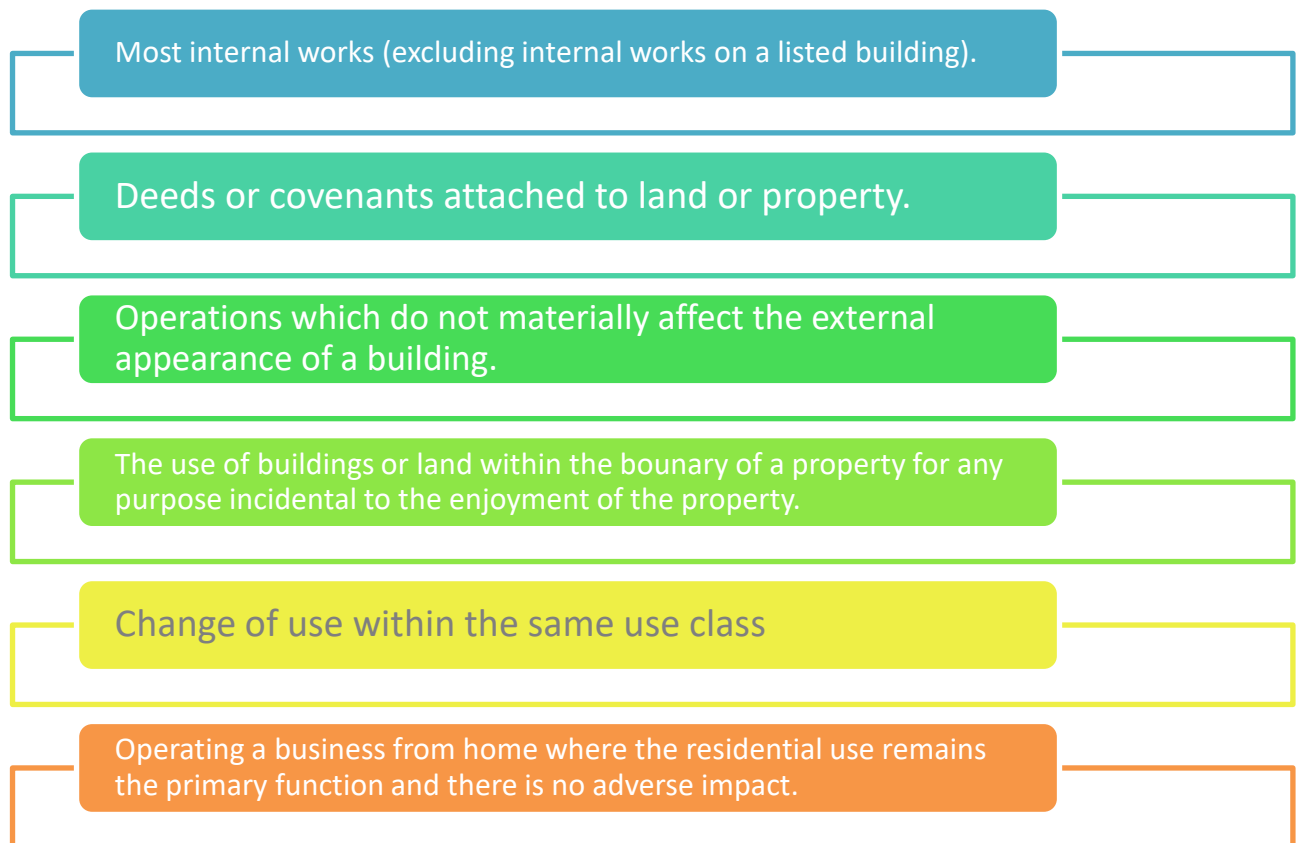 Most internal works (excluding internal works on a listed building).
Deeds or covenants attached to land or property.
Operations which do not materially affect the external
appearance of a building.
The use of buildings or land within the bounary of a property for any
purpose incidental to the enjoyment of the property.
Change of use within the same use class
Operating a business from home where the residential use remains
the primary function and there is no adverse impact.